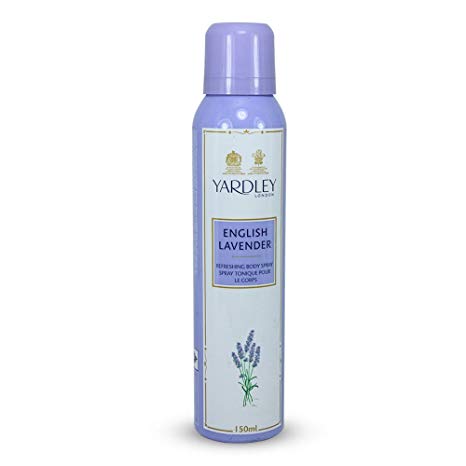 YARDLEY
LONDON
ENGLISH
LAVENDER
REFRESHING BODY SPRAY
SPRAY TONIQUE POUR
LE CORPS
150ml